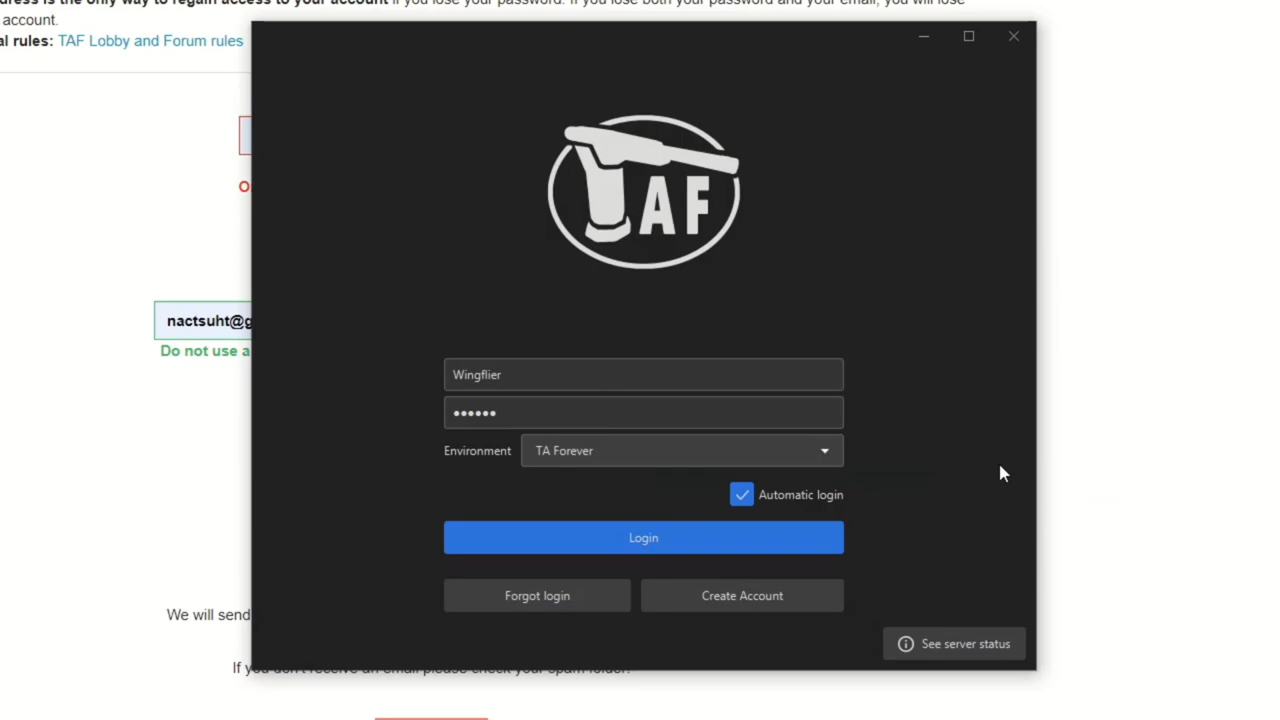 dress is the only way to regain access to your account if you lose your password. If you lose both your password and your email, you will lose
account.
al rules: TAF Lobby and Forum rules
TAF
O
Wingflier
••••••
nactsuht@g
Do not use a
Environment TA Forever
Automatic login
Login
Forgot login Create Account
We will send
See server status
If you don't receive an email please check your spam folder!